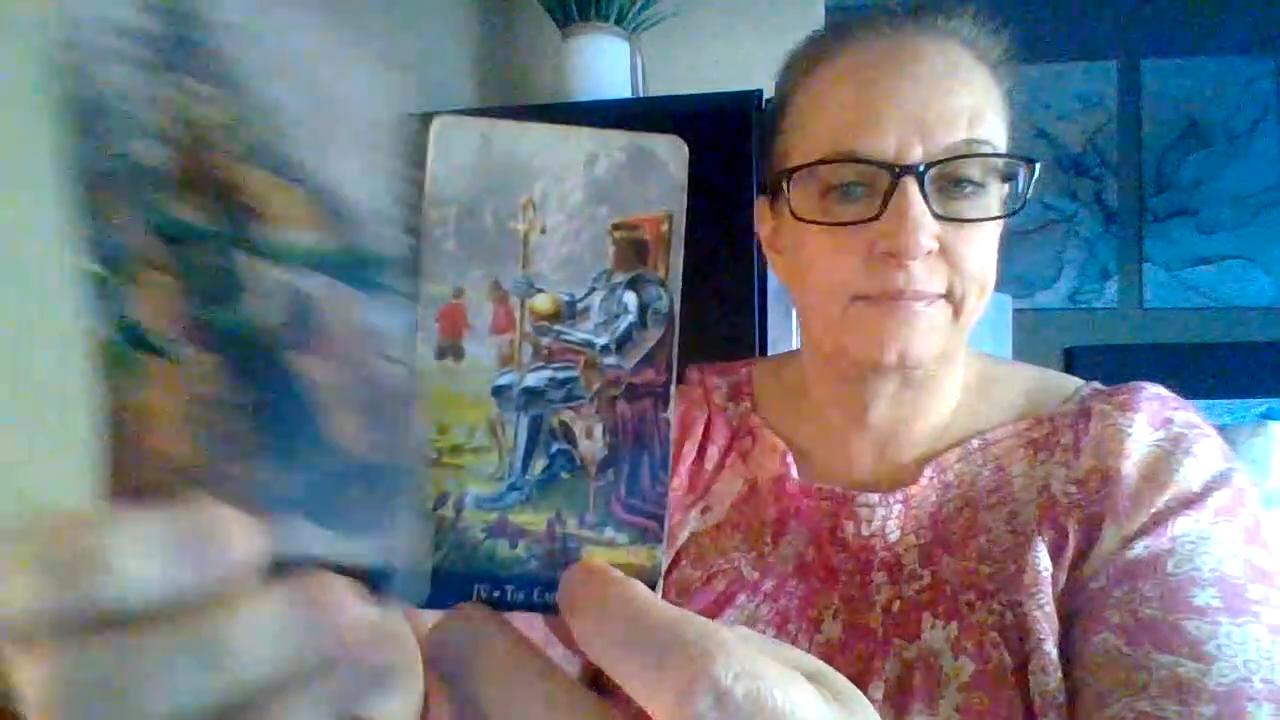 IV • The